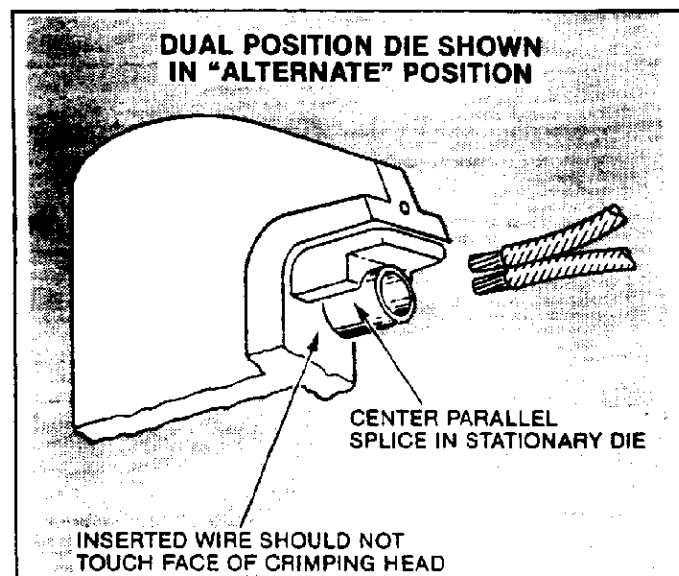 DUAL POSITION DIE SHOWN
IN "ALTERNATE" POSITION
CENTER PARALLEL
SPLICE IN STATIONARY DIE
INSERTED WIRE SHOULD NOT
TOUCH FACE OF CRIMPING HEAD